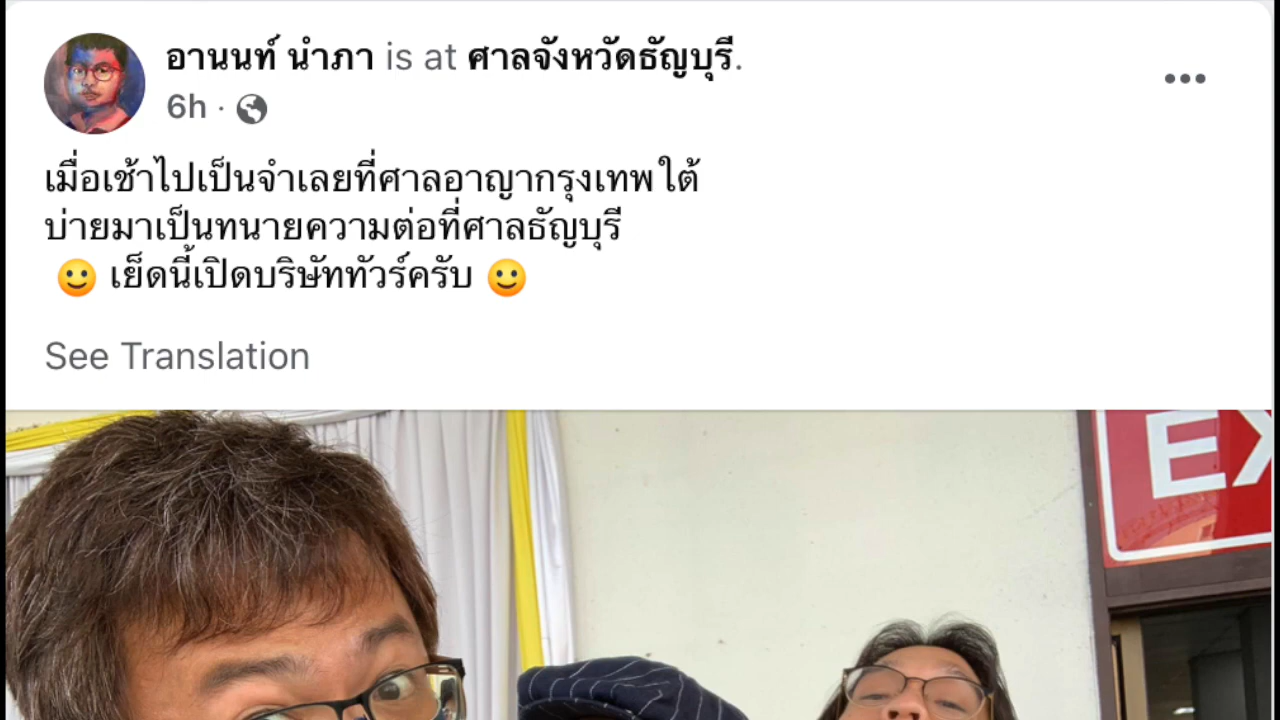 อานนท์ นำภา is at ศาลจังหวัดธัญบุรี.
6h ·
เมื่อเช้าไปเป็นจำเลยที่ศาลอาญากรุงเทพใต้
บ่ายมาเป็นทนายความต่อที่ศาลธัญบุรี
🙂 เย็ดนี้เปิดบริษัททัวร์ครับ 🙂
See Translation